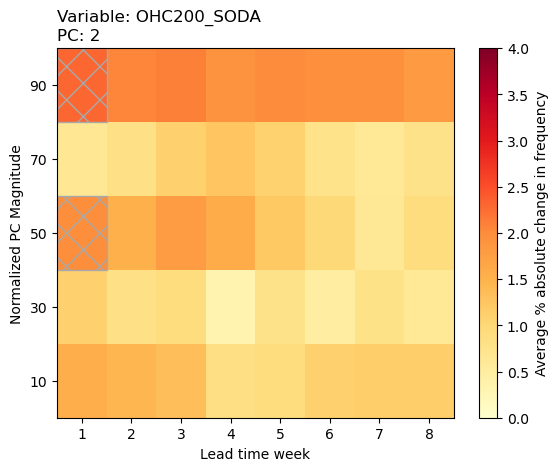 Variable: OHC200_SODA
PC: 2
90
70
50
30
10
Normalized PC Magnitude
1 2 3 4 5 6 7 8
Lead time week
4.0
3.5
3.0
2.5
2.0
1.5
1.0
0.5
0.0
Average % absolute change in frequency